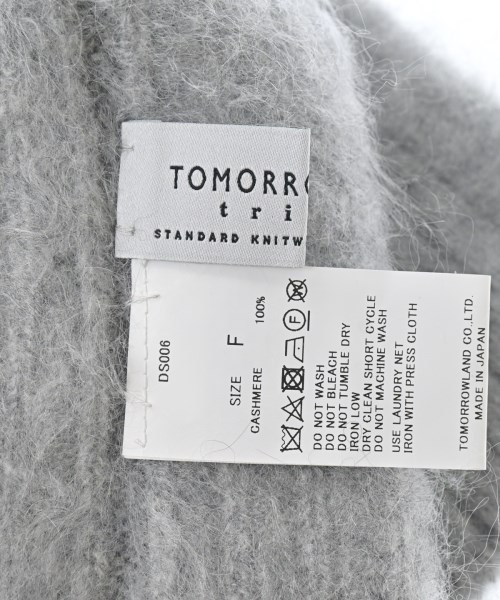 TOMORR
tri
STANDARD KNITW
DS006
SIZE F
CASHMERE 100%
DO NOT WASH
DO NOT BLEACH
DO NOT TUMBLE DRY
IRON LOW
DRY CLEAN SHORT CYCLE
DO NOT MACHINE WASH
USE LAUNDRY NET
IRON WITH PRESS CLOTH
TOMORROWLAND CO.,LTD.
MADE IN JAPAN